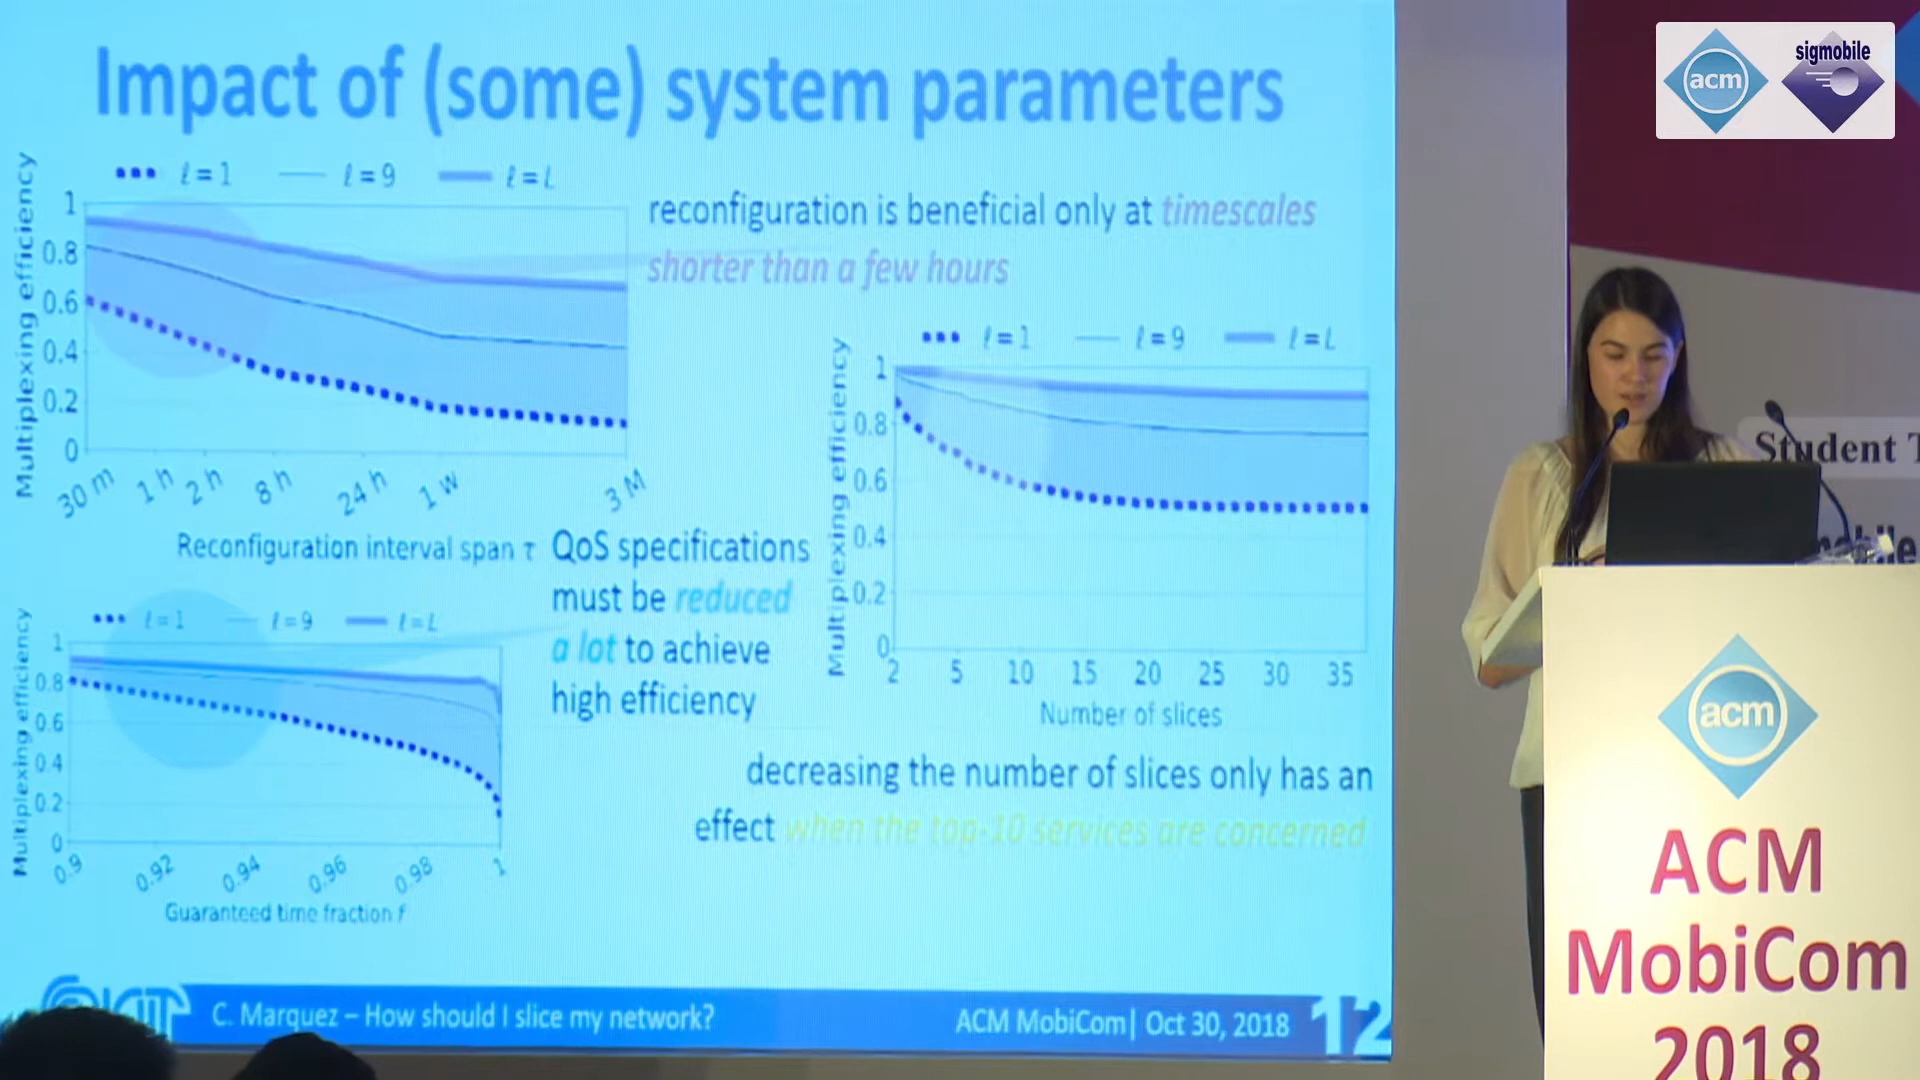 Impact of (some) system parameters
ℓ = 1 ℓ = 9 ℓ = L
Multiplexing efficiency
1
0.8
0.6
0.4
0.2
0
30 m 1 h 2 h 8 h 24 h 1 w 3 M
Reconfiguration interval span τ
reconfiguration is beneficial only at timescales
shorter than a few hours
ℓ = 1 ℓ = 9 ℓ = L
Multiplexing efficiency
1
0.8
0.6
0.4
0.2
0
2 5 10 15 20 25 30 35
Number of slices
QoS specifications
must be reduced
a lot to achieve
high efficiency
ℓ = 1 ℓ = 9 ℓ = L
Multiplexing efficiency
1
0.8
0.6
0.4
0.2
0
0.9 0.92 0.94 0.96 0.98 1
Guaranteed time fraction f
decreasing the number of slices only has an
effect when the top-10 services are concerned
C. Marquez – How should I slice my network?
ACM MobiCom| Oct 30, 2018
12
acm
sigmobile
Student T
acm
ACM
MobiCom
2018